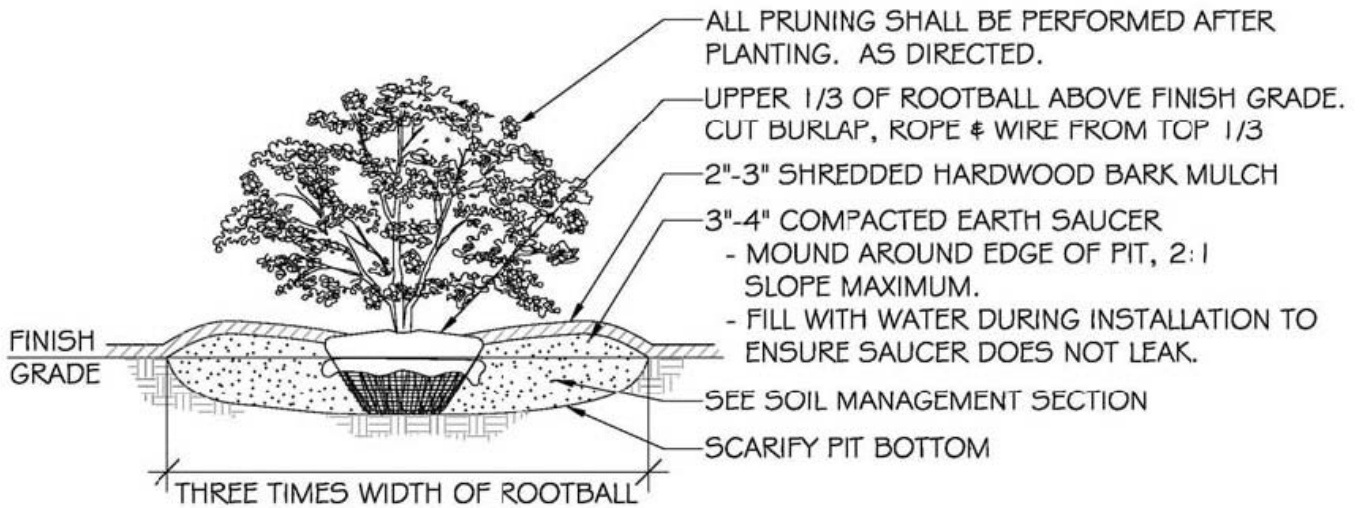 ALL PRUNING SHALL BE PERFORMED AFTER
PLANTING. AS DIRECTED.
UPPER 1/3 OF ROOTBALL ABOVE FINISH GRADE.
CUT BURLAP, ROPE & WIRE FROM TOP 1/3
2"-3" SHREDDED HARDWOOD BARK MULCH
3"-4" COMPACTED EARTH SAUCER
- MOUND AROUND EDGE OF PIT, 2:1
SLOPE MAXIMUM.
- FILL WITH WATER DURING INSTALLATION TO
ENSURE SAUCER DOES NOT LEAK.
SEE SOIL MANAGEMENT SECTION
SCARIFY PIT BOTTOM
FINISH
GRADE
THREE TIMES WIDTH OF ROOTBALL